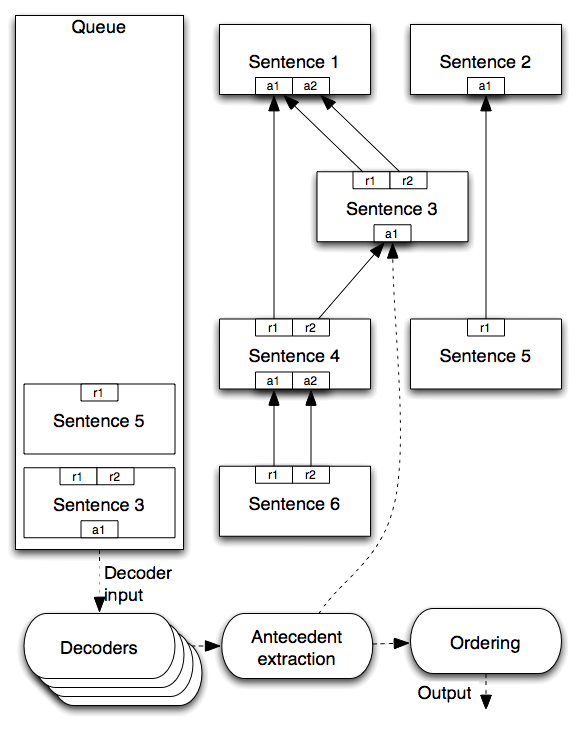 Queue
Sentence 1
a1 a2
Sentence 2
a1
r1 r2
Sentence 3
a1
r1 r2
Sentence 4
a1 a2
r1
Sentence 5
r1
Sentence 5
r1 r2
Sentence 3
a1
r1 r2
Sentence 6
Decoder
input
Decoders
Antecedent
extraction
Ordering
Output